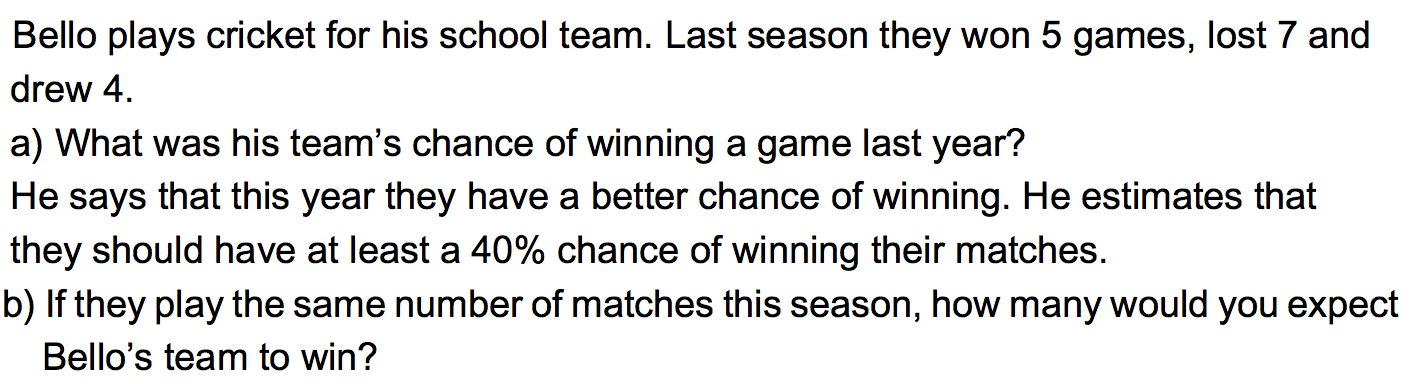 Bello plays cricket for his school team. Last season they won 5 games, lost 7 and
drew 4.
a) What was his team’s chance of winning a game last year?
He says that this year they have a better chance of winning. He estimates that
they should have at least a 40% chance of winning their matches.
b) If they play the same number of matches this season, how many would you expect
Bello’s team to win?